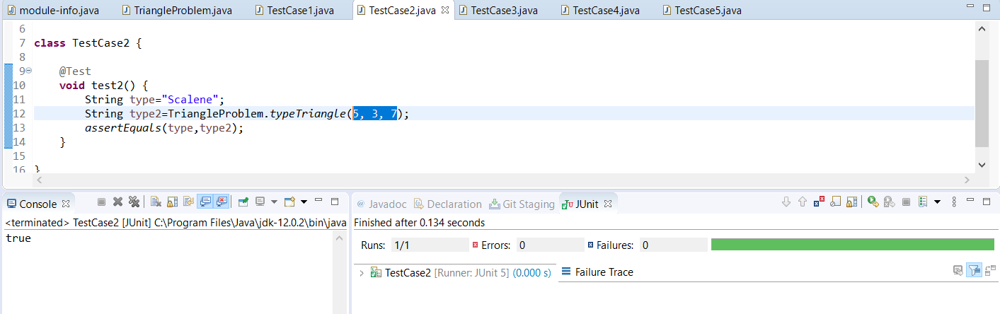 module-info.java TriangleProblem.java TestCase1.java TestCase2.java TestCase3.java TestCase4.java TestCase5.java
6
7 class TestCase2 {
8
9 @Test
10 void test2() {
11 String type="Scalene";
12 String type2=TriangleProblem.typeTriangle(5, 3, 7);
13 assertEquals(type,type2);
14 }
15
16 }
Console
<terminated> TestCase2 [JUnit] C:\Program Files\Java\jdk-12.0.2\bin\java
true
@ Javadoc Declaration Git Staging JUnit
Finished after 0.134 seconds
Runs: 1/1 Errors: 0 Failures: 0
TestCase2 [Runner: JUnit 5] (0.000 s)
Failure Trace